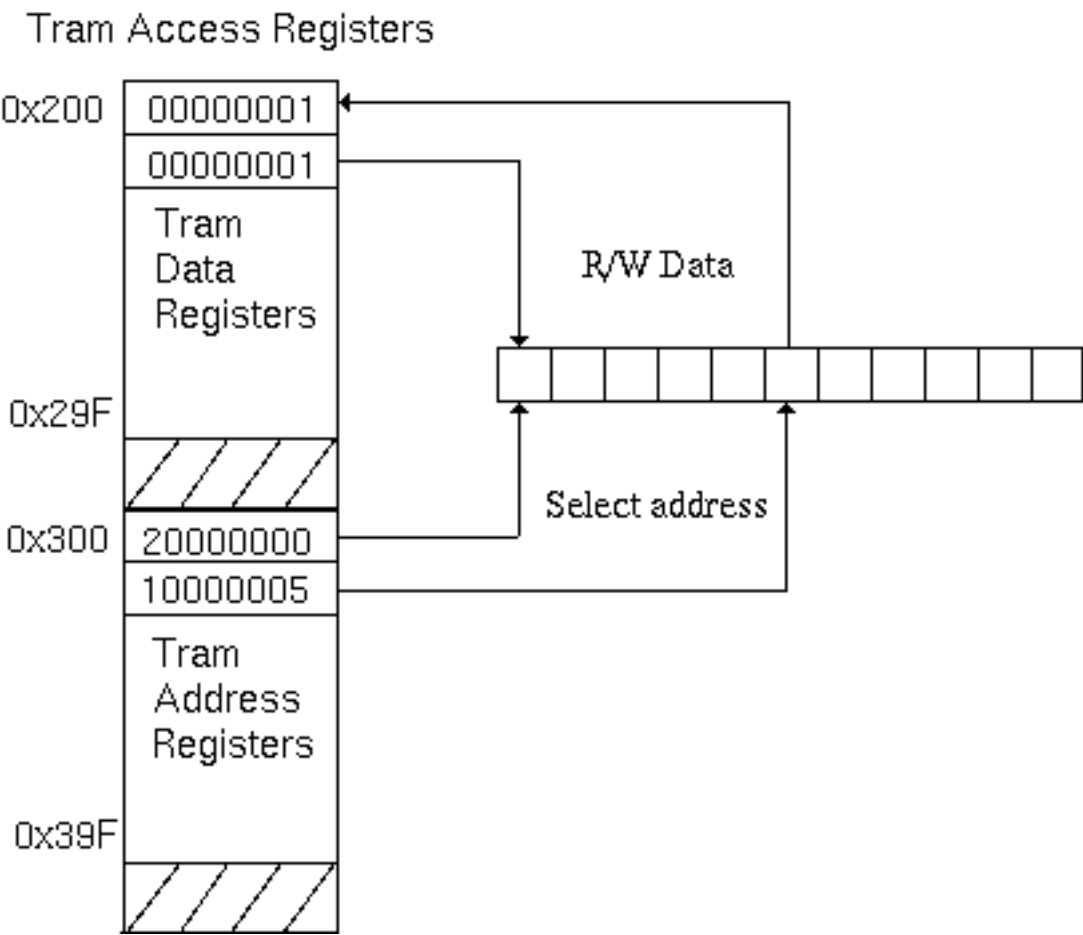 Tram Access Registers
0x200 00000001
00000001
Tram
Data
Registers
R/W Data
0x29F
Select address
0x300 20000000
10000005
Tram
Address
Registers
0x39F